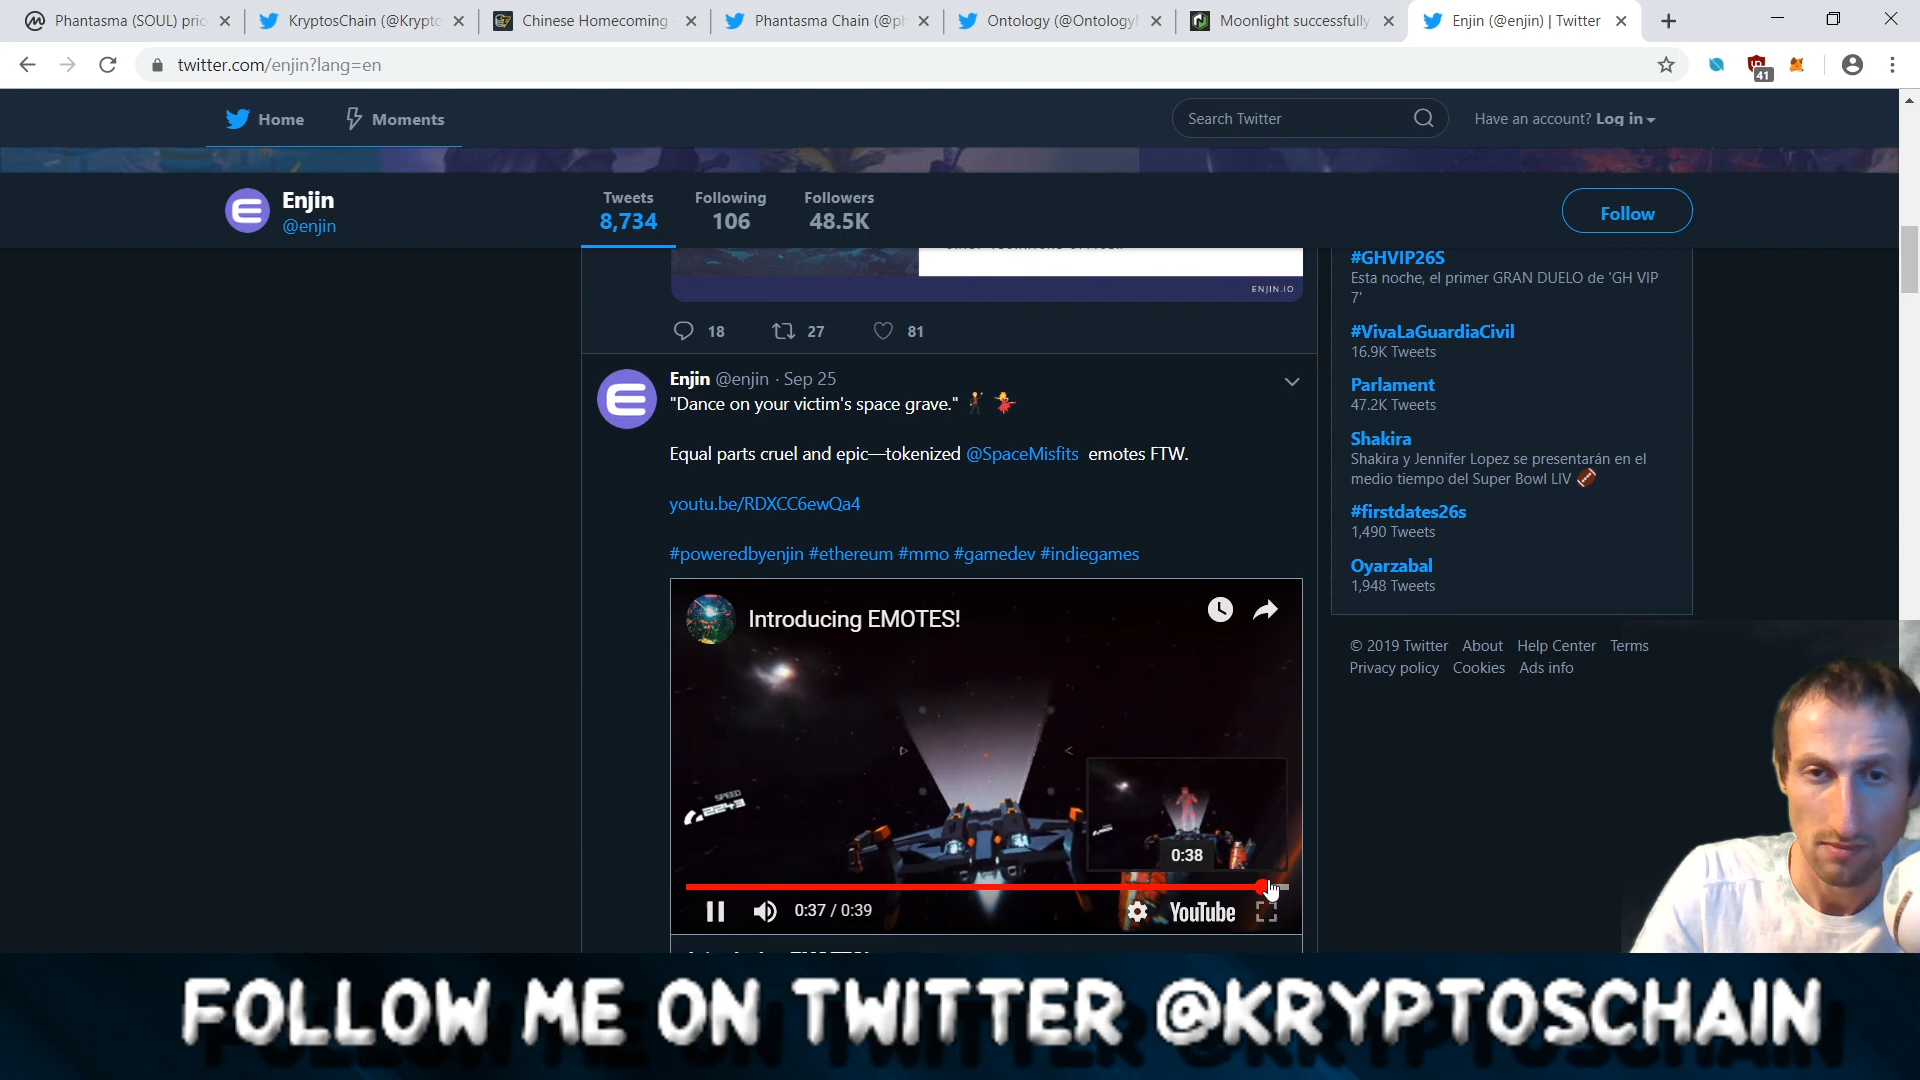 Phantasma (SOUL) pric
KryptosChain (@Krypto
Chinese Homecoming
Phantasma Chain (@ph
Ontology (@Ontology
Moonlight successfully
Enjin (@enjin) | Twitter
twitter.com/enjin?lang=en
41
Home
Moments
Search Twitter
Have an account? Log in
Enjin
@enjin
Tweets
8,734
Following
106
Followers
48.5K
Follow
ENJIN.IO
18
27
81
Enjin @enjin · Sep 25
"Dance on your victim's space grave."
Equal parts cruel and epic—tokenized @SpaceMisfits emotes FTW.
youtu.be/RDXCC6ewQa4
#poweredbyenjin #ethereum #mmo #gamedev #indiegames
Introducing EMOTES!
SPEED
2243
0:38
0:37 / 0:39
YouTube
#GHVIP26S
Esta noche, el primer GRAN DUELO de 'GH VIP
7'
#VivaLaGuardiaCivil
16.9K Tweets
Parlament
47.2K Tweets
Shakira
Shakira y Jennifer Lopez se presentarán en el
medio tiempo del Super Bowl LIV
#firstdates26s
1,490 Tweets
Oyarzabal
1,948 Tweets
© 2019 Twitter About Help Center Terms
Privacy policy Cookies Ads info
FOLLOW ME ON TWITTER @KRYPTOSCHAIN